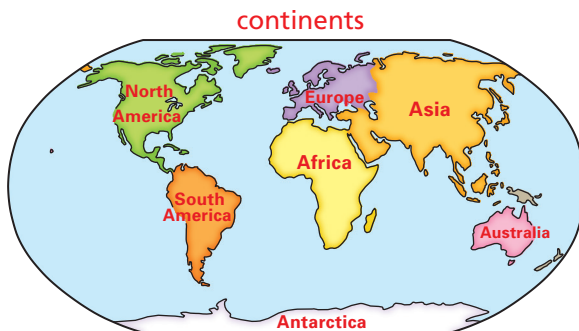 continents
North
America
Europe
Asia
Africa
South
America
Australia
Antarctica